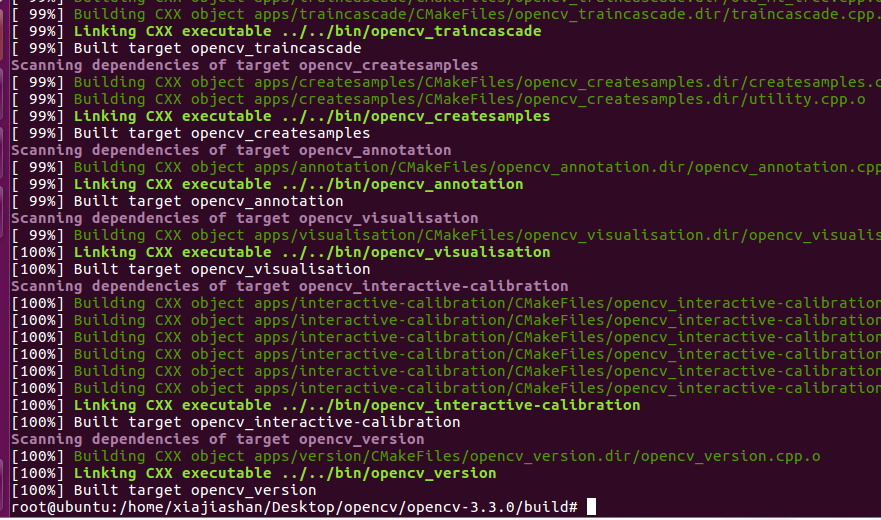 [ 99%] Building CXX object apps/traincascade/CMakeFiles/opencv_traincascade.dir/traincascade.cpp.
[ 99%] Linking CXX executable ../../bin/opencv_traincascade
[ 99%] Built target opencv_traincascade
Scanning dependencies of target opencv_createsamples
[ 99%] Building CXX object apps/createsamples/CMakeFiles/opencv_createsamples.dir/createsamples.c
[ 99%] Building CXX object apps/createsamples/CMakeFiles/opencv_createsamples.dir/utility.cpp.o
[ 99%] Linking CXX executable ../../bin/opencv_createsamples
[ 99%] Built target opencv_createsamples
Scanning dependencies of target opencv_annotation
[ 99%] Building CXX object apps/annotation/CMakeFiles/opencv_annotation.dir/opencv_annotation.cpp
[ 99%] Linking CXX executable ../../bin/opencv_annotation
[ 99%] Built target opencv_annotation
Scanning dependencies of target opencv_visualisation
[ 99%] Building CXX object apps/visualisation/CMakeFiles/opencv_visualisation.dir/opencv_visualis
[100%] Linking CXX executable ../../bin/opencv_visualisation
[100%] Built target opencv_visualisation
Scanning dependencies of target opencv_interactive-calibration
[100%] Building CXX object apps/interactive-calibration/CMakeFiles/opencv_interactive-calibration
[100%] Building CXX object apps/interactive-calibration/CMakeFiles/opencv_interactive-calibration
[100%] Building CXX object apps/interactive-calibration/CMakeFiles/opencv_interactive-calibration
[100%] Building CXX object apps/interactive-calibration/CMakeFiles/opencv_interactive-calibration
[100%] Building CXX object apps/interactive-calibration/CMakeFiles/opencv_interactive-calibration
[100%] Building CXX object apps/interactive-calibration/CMakeFiles/opencv_interactive-calibration
[100%] Linking CXX executable ../../bin/opencv_interactive-calibration
[100%] Built target opencv_interactive-calibration
Scanning dependencies of target opencv_version
[100%] Building CXX object apps/version/CMakeFiles/opencv_version.dir/opencv_version.cpp.o
[100%] Linking CXX executable ../../bin/opencv_version
[100%] Built target opencv_version
root@ubuntu:/home/xiajiashan/Desktop/opencv/opencv-3.3.0/build#